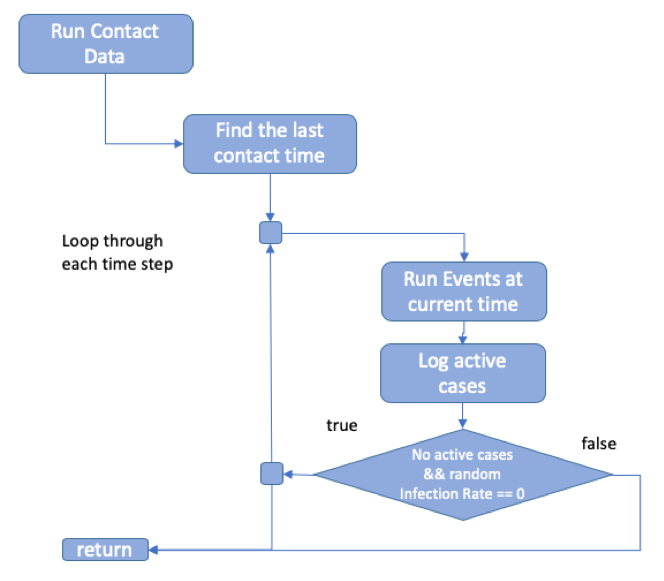 Run Contact
Data
Find the last
contact time
Loop through
each time step
Run Events at
current time
Log active
cases
true
false
No active cases
&& random
Infection Rate == 0
return